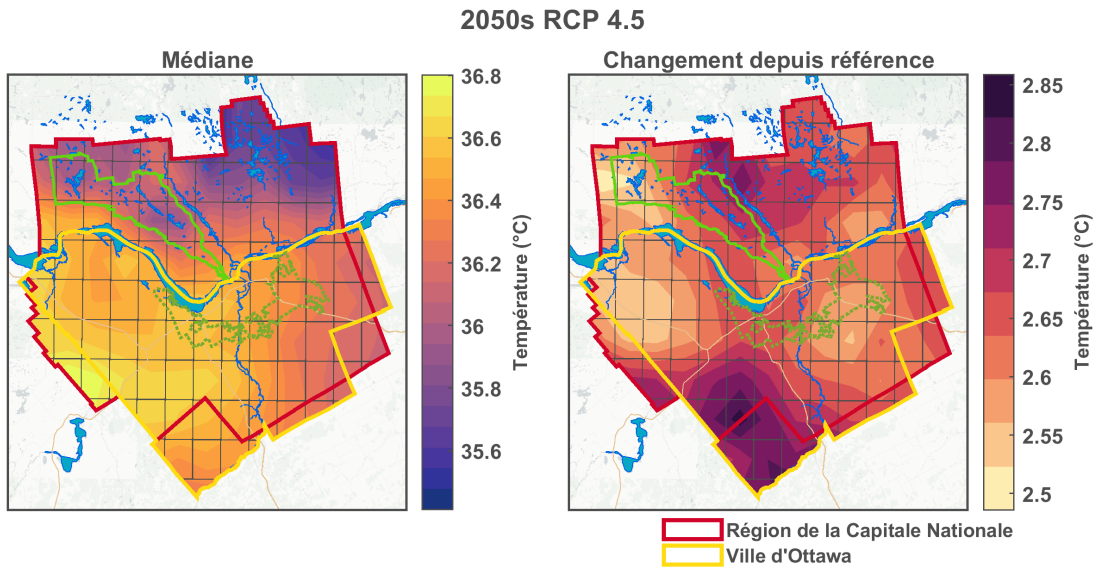 2050s RCP 4.5
Médiane
Changement depuis référence
36.8
36.6
36.4
36.2
36
35.8
35.6
Température (°C)
2.85
2.8
2.75
2.7
2.65
2.6
2.55
2.5
Température (°C)
Région de la Capitale Nationale
Ville d'Ottawa